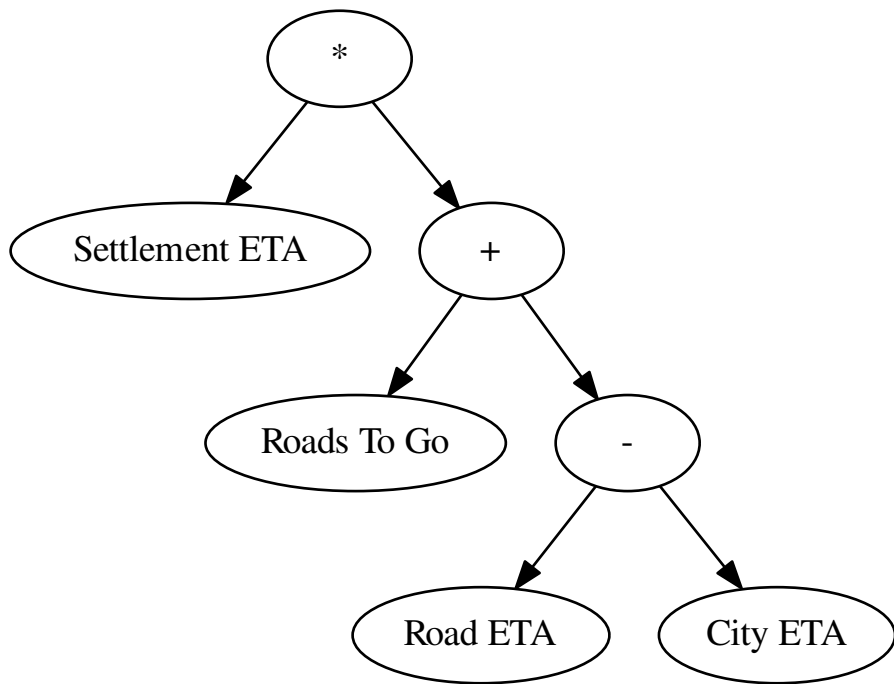 *
Settlement ETA
+
Roads To Go
-
Road ETA
City ETA